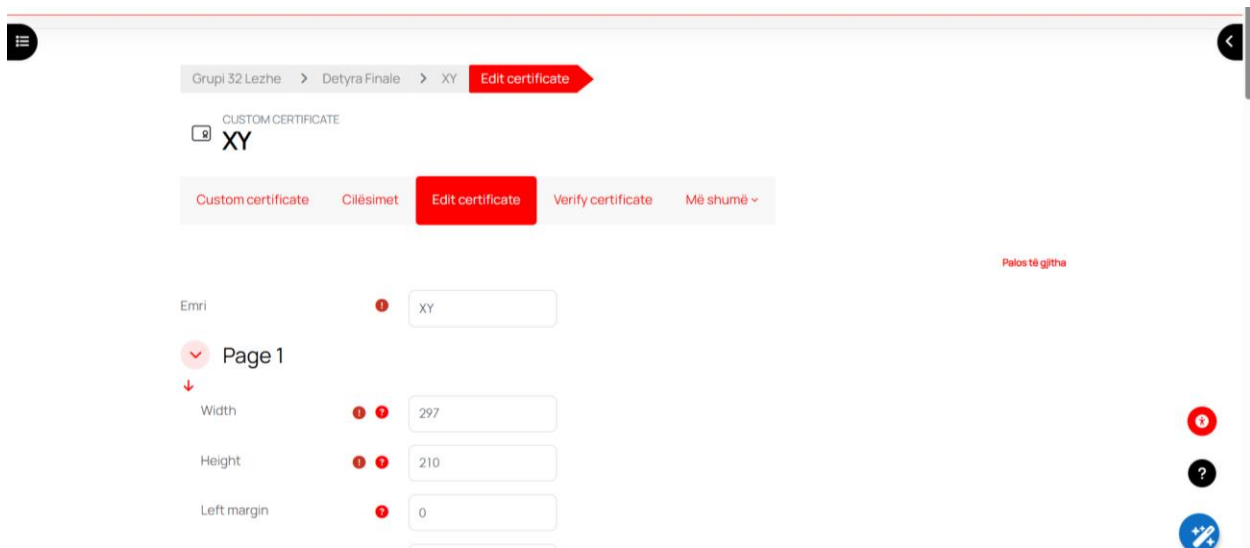 Grupi 32 Lezhe > Detyra Finale > XY Edit certificate
CUSTOM CERTIFICATE
XY
Custom certificate Cilësimet Edit certificate Verify certificate Më shumë
Palos të gjitha
Emri ! XY
Page 1
Width ! ? 297
Height ! ? 210
Left margin ? 0
?